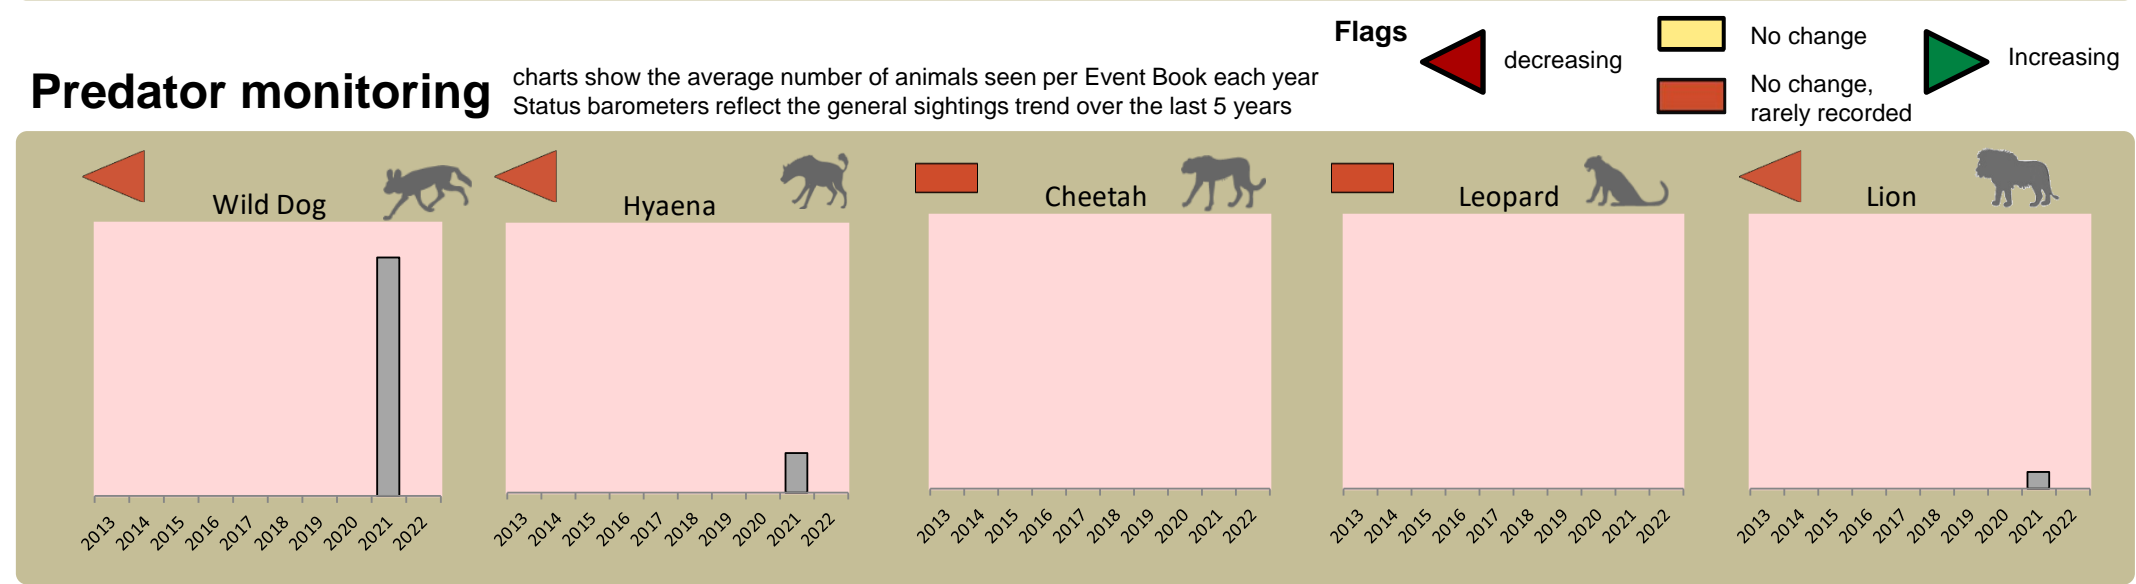 Flags
decreasing
No change
No change,
rarely recorded
Increasing
Predator monitoring
charts show the average number of animals seen per Event Book each year
Status barometers reflect the general sightings trend over the last 5 years
Wild Dog
2013 2014 2015 2016 2017 2018 2019 2020 2021 2022
Hyaena
2013 2014 2015 2016 2017 2018 2019 2020 2021 2022
Cheetah
2013 2014 2015 2016 2017 2018 2019 2020 2021 2022
Leopard
2013 2014 2015 2016 2017 2018 2019 2020 2021 2022
Lion
2013 2014 2015 2016 2017 2018 2019 2020 2021 2022